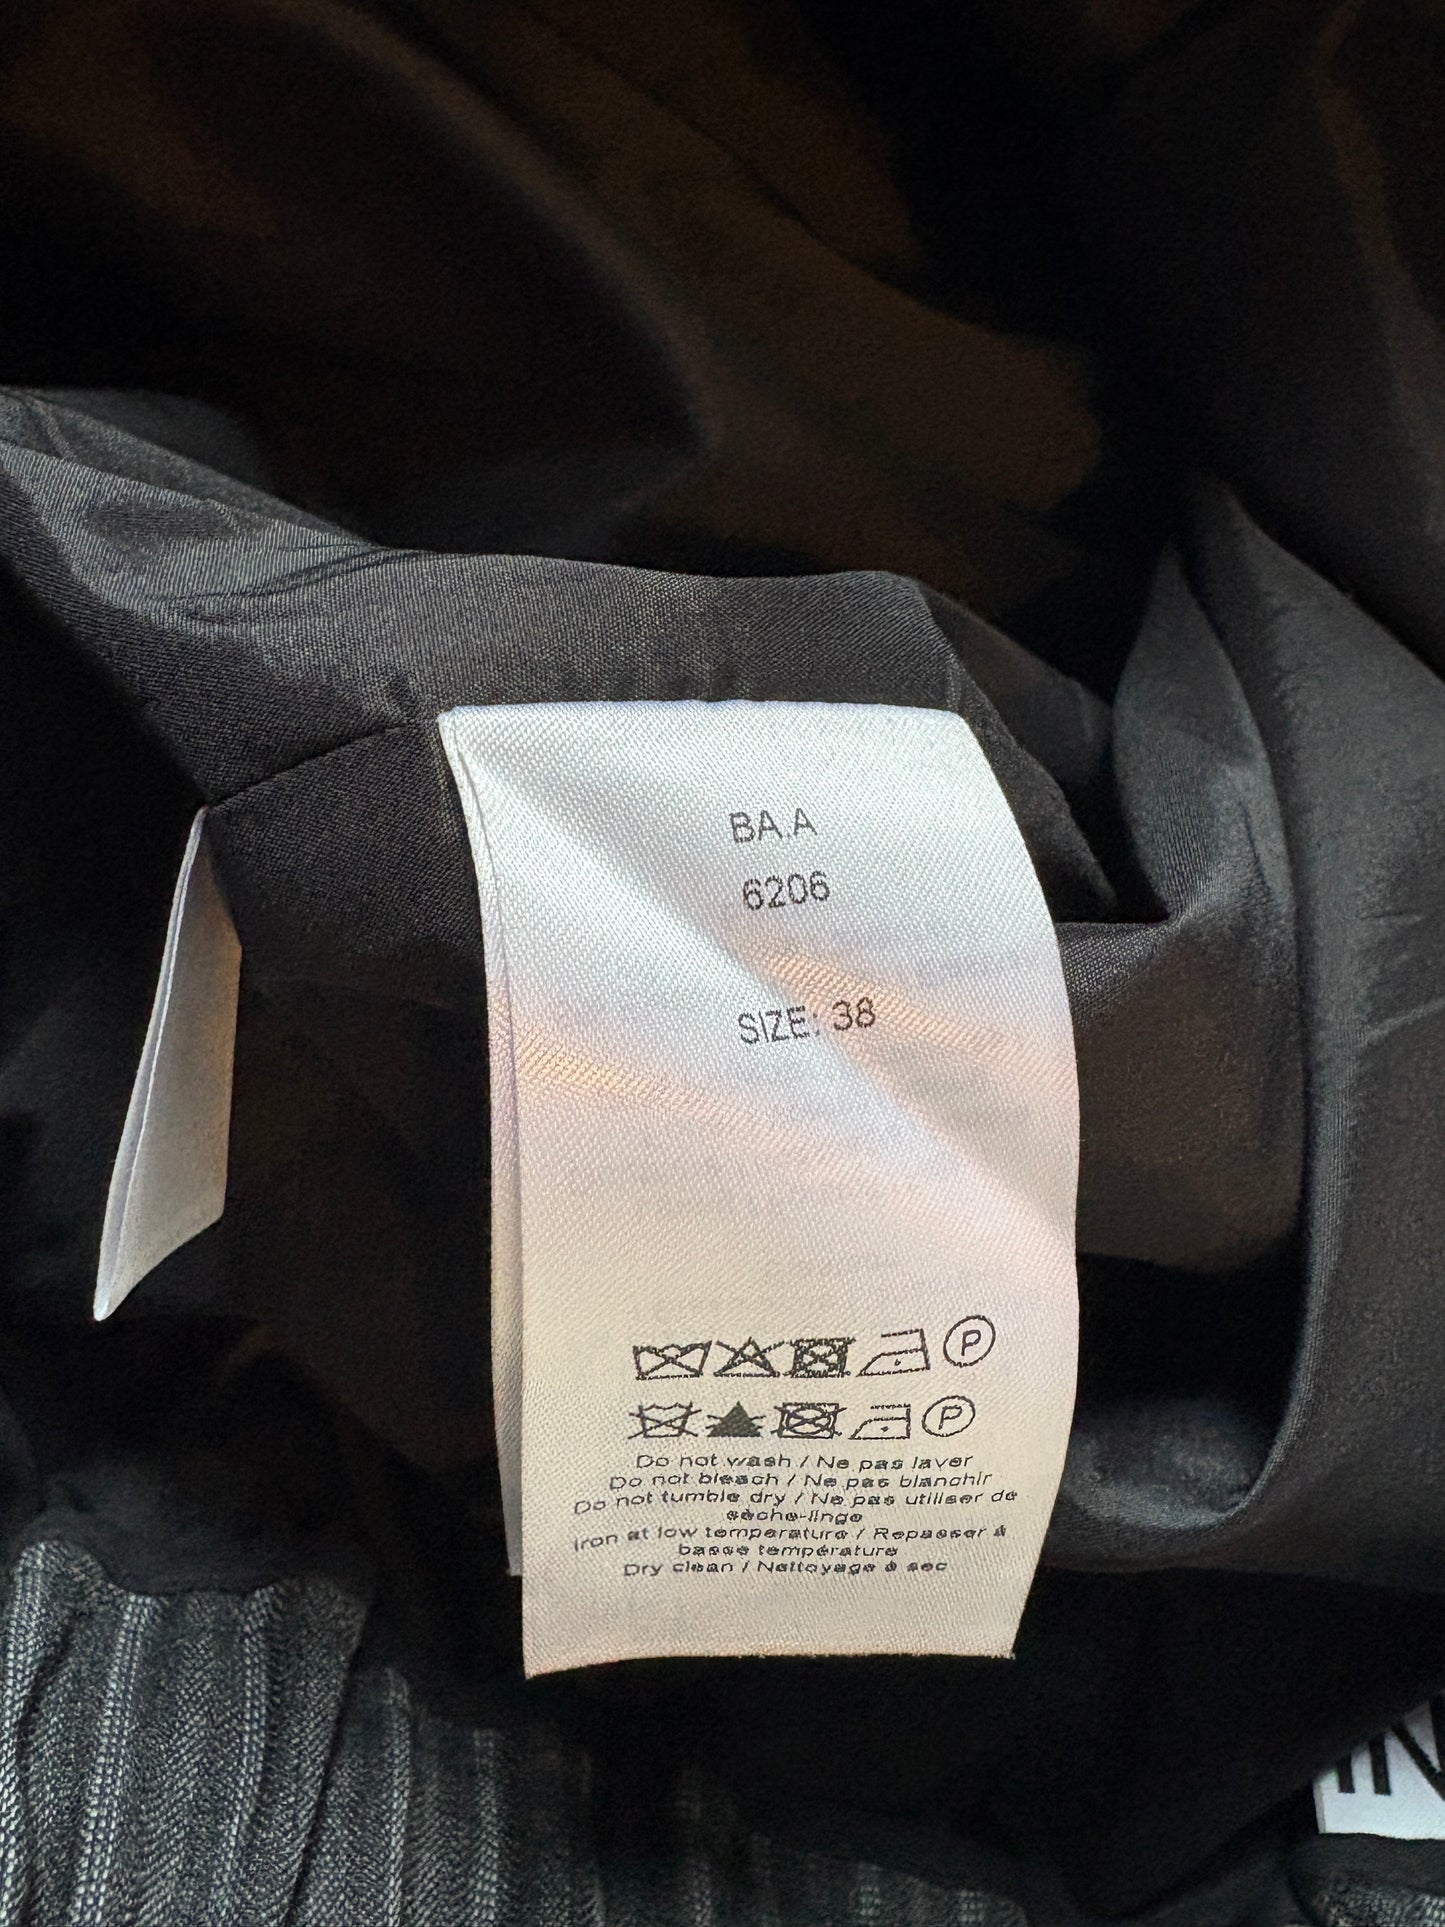 BA.A
6206
SIZE: 38
P
P
Do not wash / Ne pas laver
Do not bleach / Ne pas blanchir
Do not tumble dry / Ne pas utiliser de
sèche-linge
Iron at low temperature / Repasser à
basse température
Dry clean / Nettoyage à sec
IN